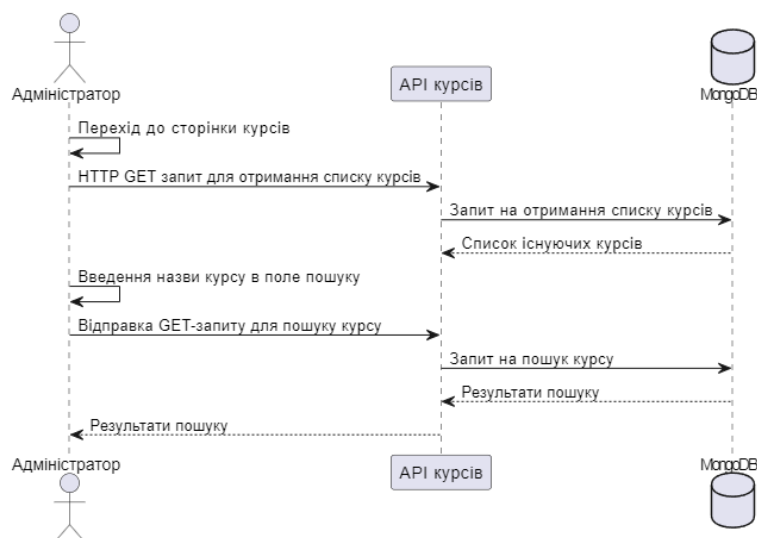 Адміністратор
API курсів
MongoDB
Перехід до сторінки курсів
HTTP GET запит для отримання списку курсів
Запит на отримання списку курсів
Список існуючих курсів
Введення назви курсу в поле пошуку
Відправка GET-запиту для пошуку курсу
Запит на пошук курсу
Результати пошуку
Результати пошуку
Адміністратор
API курсів
MongoDB